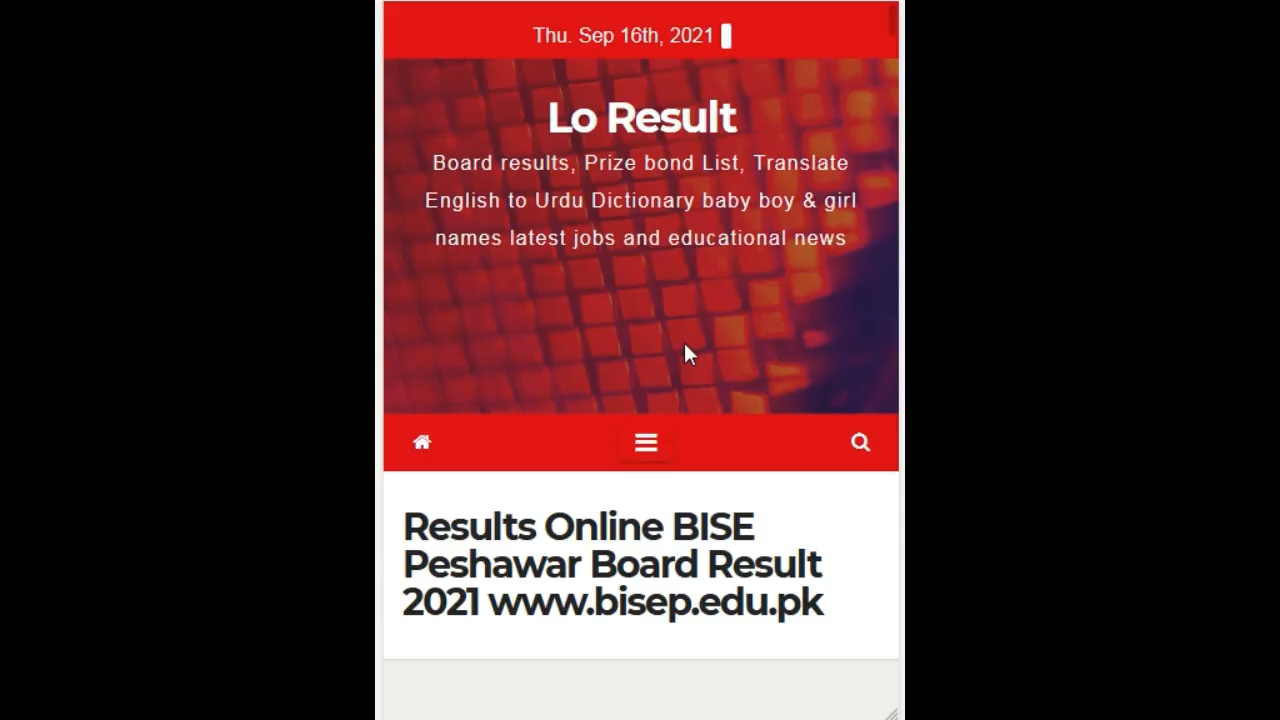 Thu. Sep 16th, 2021
Lo Result
Board results, Prize bond List, Translate
English to Urdu Dictionary baby boy & girl
names latest jobs and educational news
Results Online BISE
Peshawar Board Result
2021 www.bisep.edu.pk